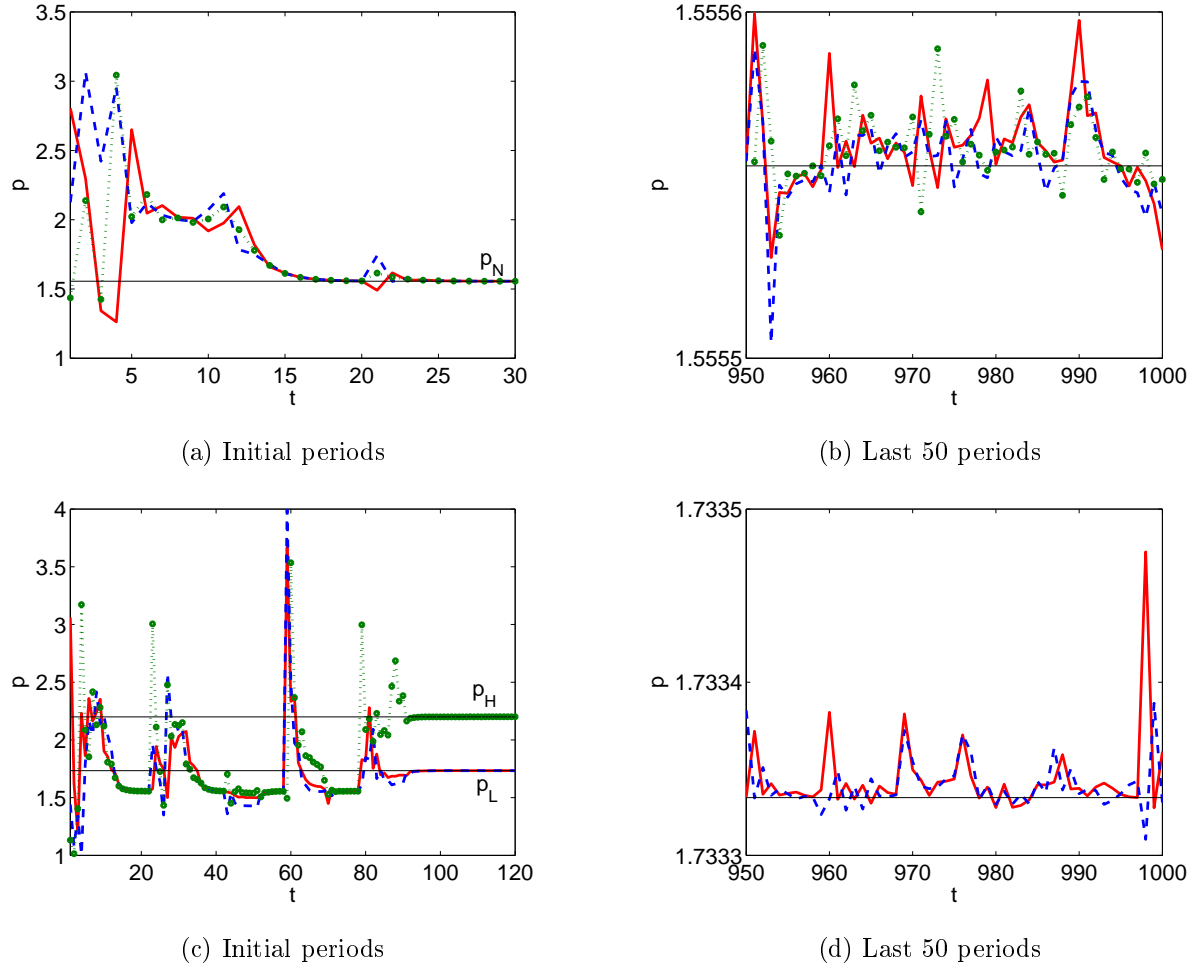 3.5
3
2.5
2
1.5
1
p
p_N
5 10 15 20 25 30
t
(a) Initial periods
1.5556
1.5555
p
950 960 970 980 990 1000
t
(b) Last 50 periods
4
3.5
3
2.5
2
1.5
1
p
p_H
p_L
20 40 60 80 100 120
t
(c) Initial periods
1.7335
1.7334
1.7333
p
950 960 970 980 990 1000
t
(d) Last 50 periods